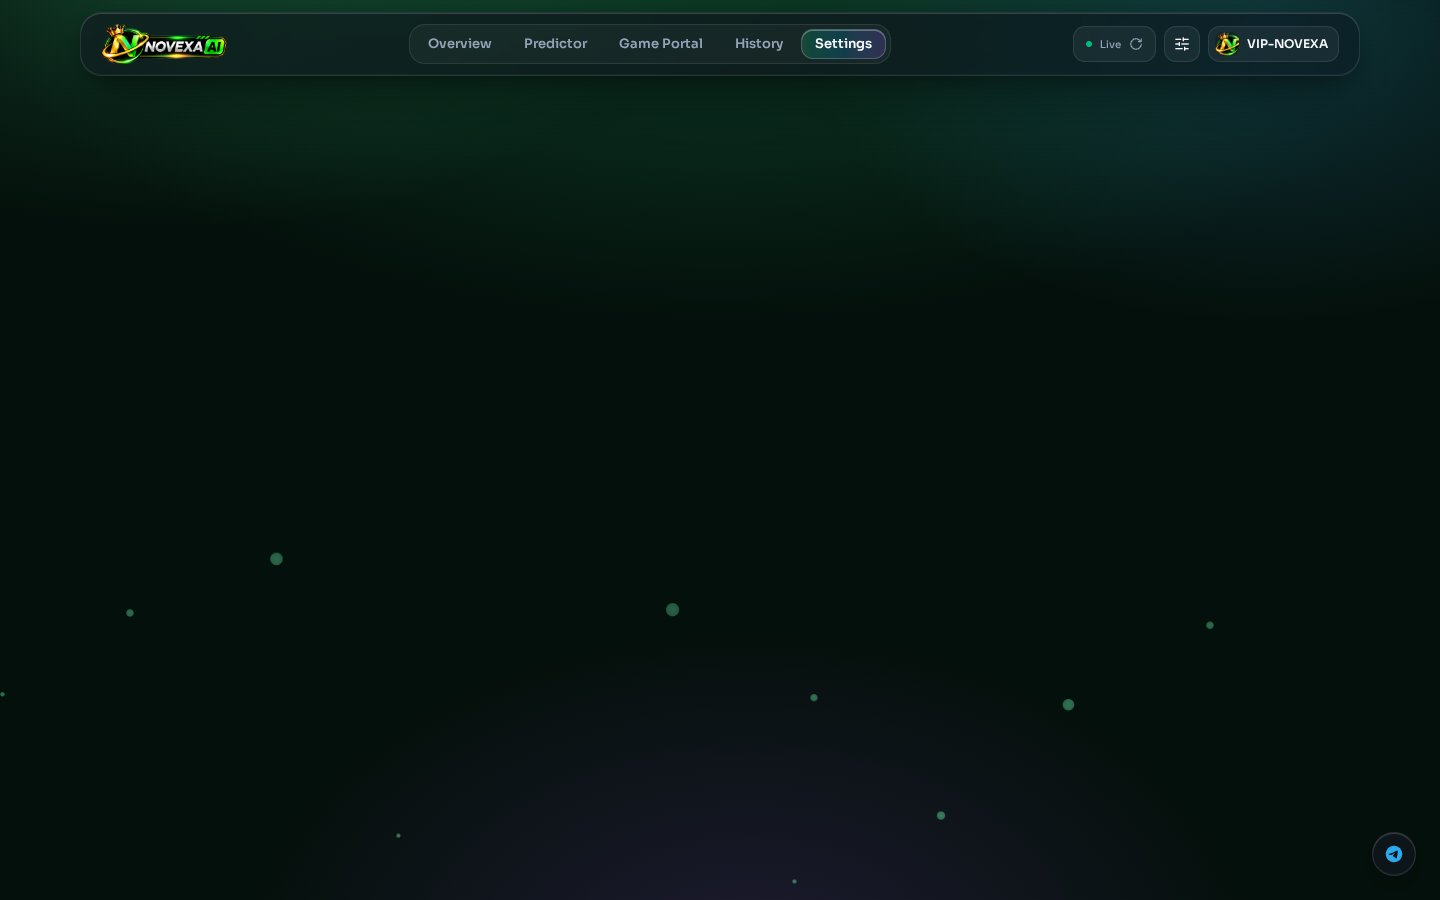 NOVEXA AI
Overview
Predictor
Game Portal
History
Settings
Live
VIP-NOVEXA